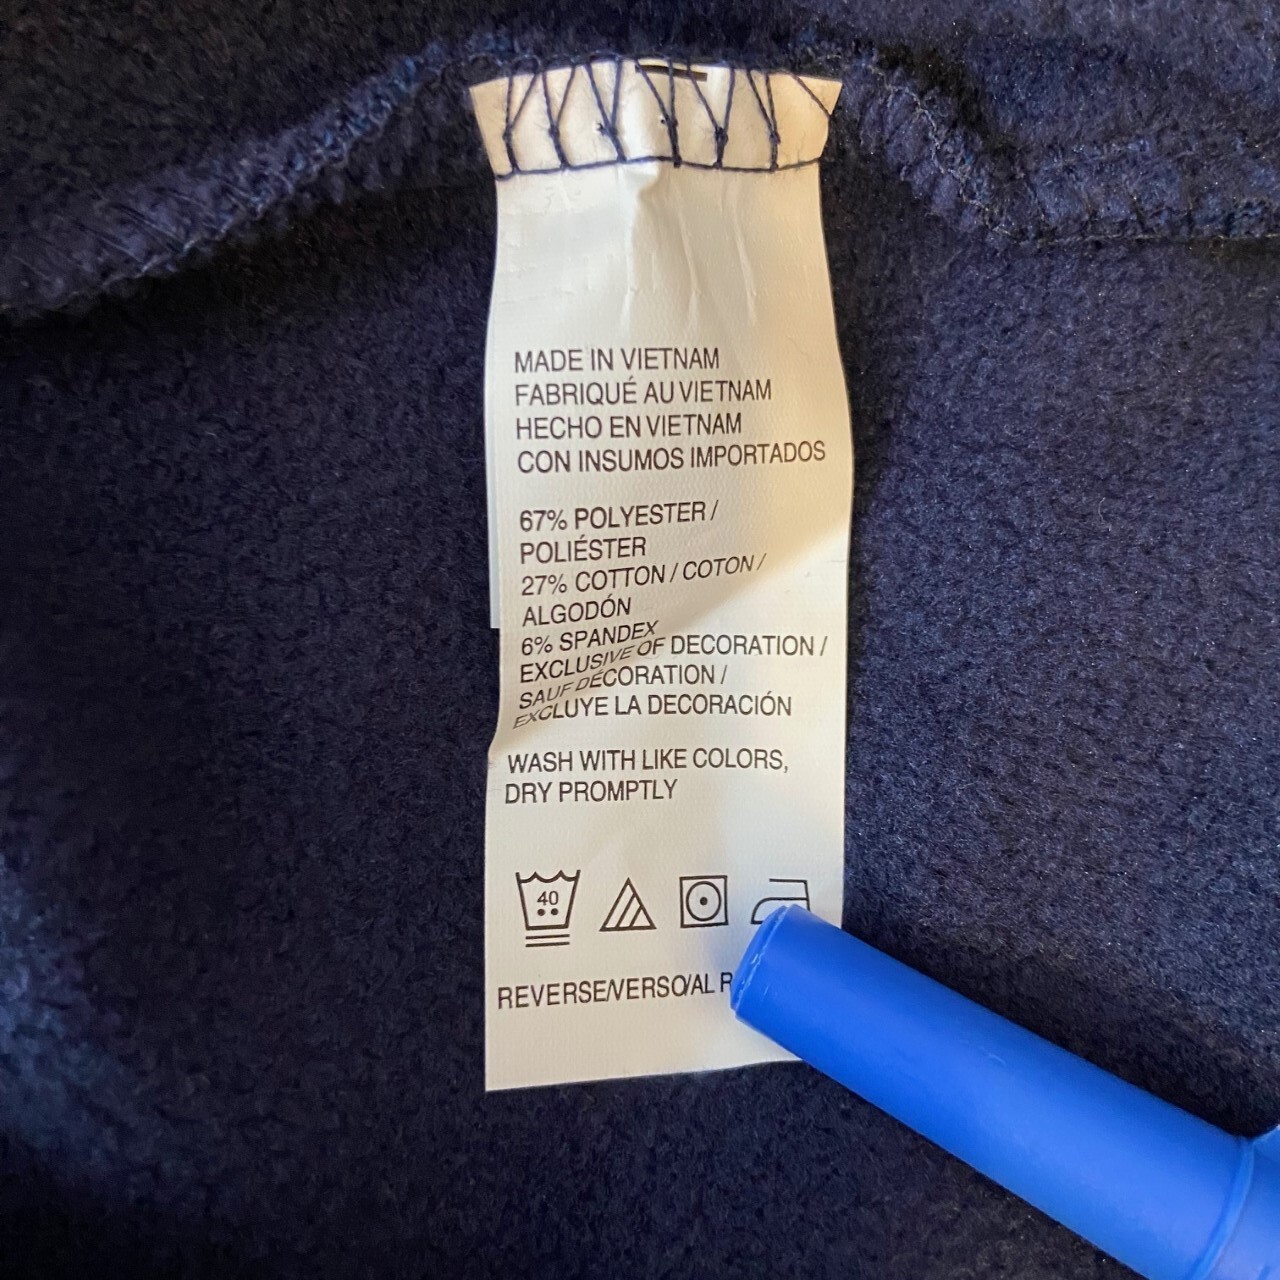 MADE IN VIETNAM
FABRIQUÉ AU VIETNAM
HECHO EN VIETNAM
CON INSUMOS IMPORTADOS
67% POLYESTER /
POLIÉSTER
27% COTTON / COTON /
ALGODÓN
6% SPANDEX
EXCLUSIVE OF DECORATION /
SAUF DÉCORATION /
EXCLUYE LA DECORACIÓN
WASH WITH LIKE COLORS,
DRY PROMPTLY
40
REVERSE/VERSO/AL